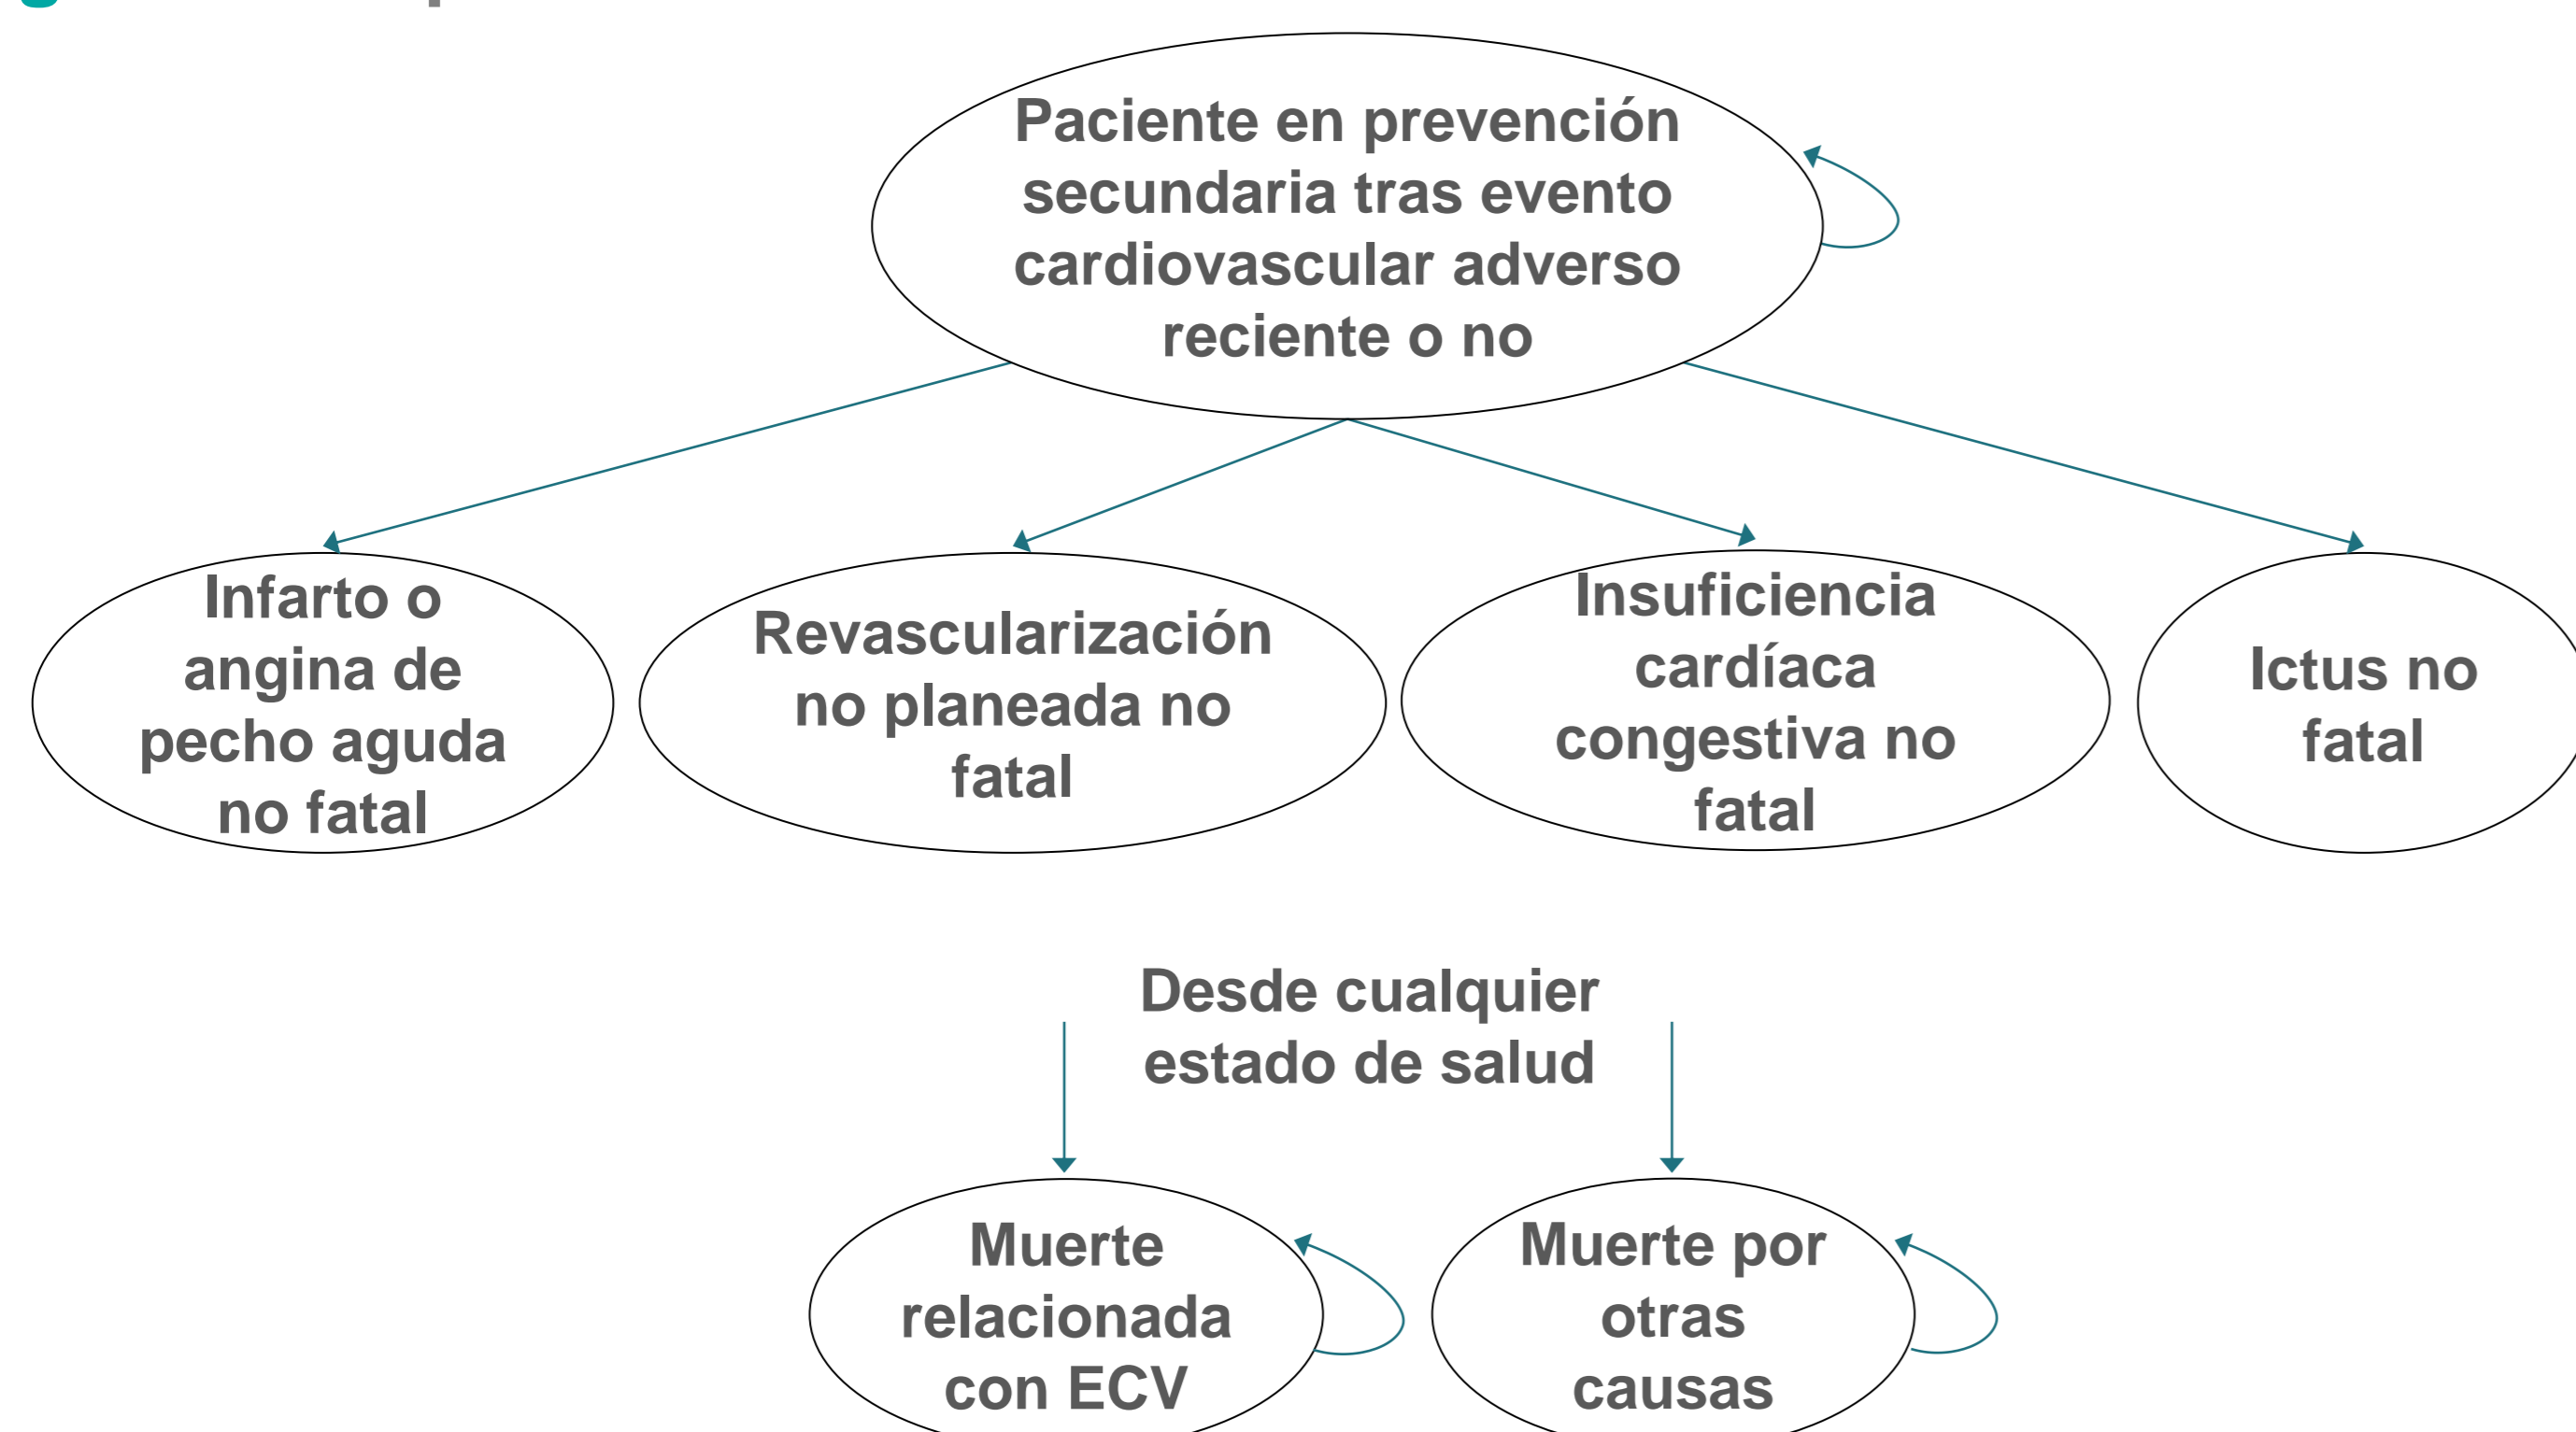 Paciente en prevención
secundaria tras evento
cardiovascular adverso
reciente o no
Infarto o
angina de
pecho aguda
no fatal
Revascularización
no planeada no
fatal
Insuficiencia
cardíaca
congestiva no
fatal
Ictus no
fatal
Desde cualquier
estado de salud
Muerte
relacionada
con ECV
Muerte por
otras
causas